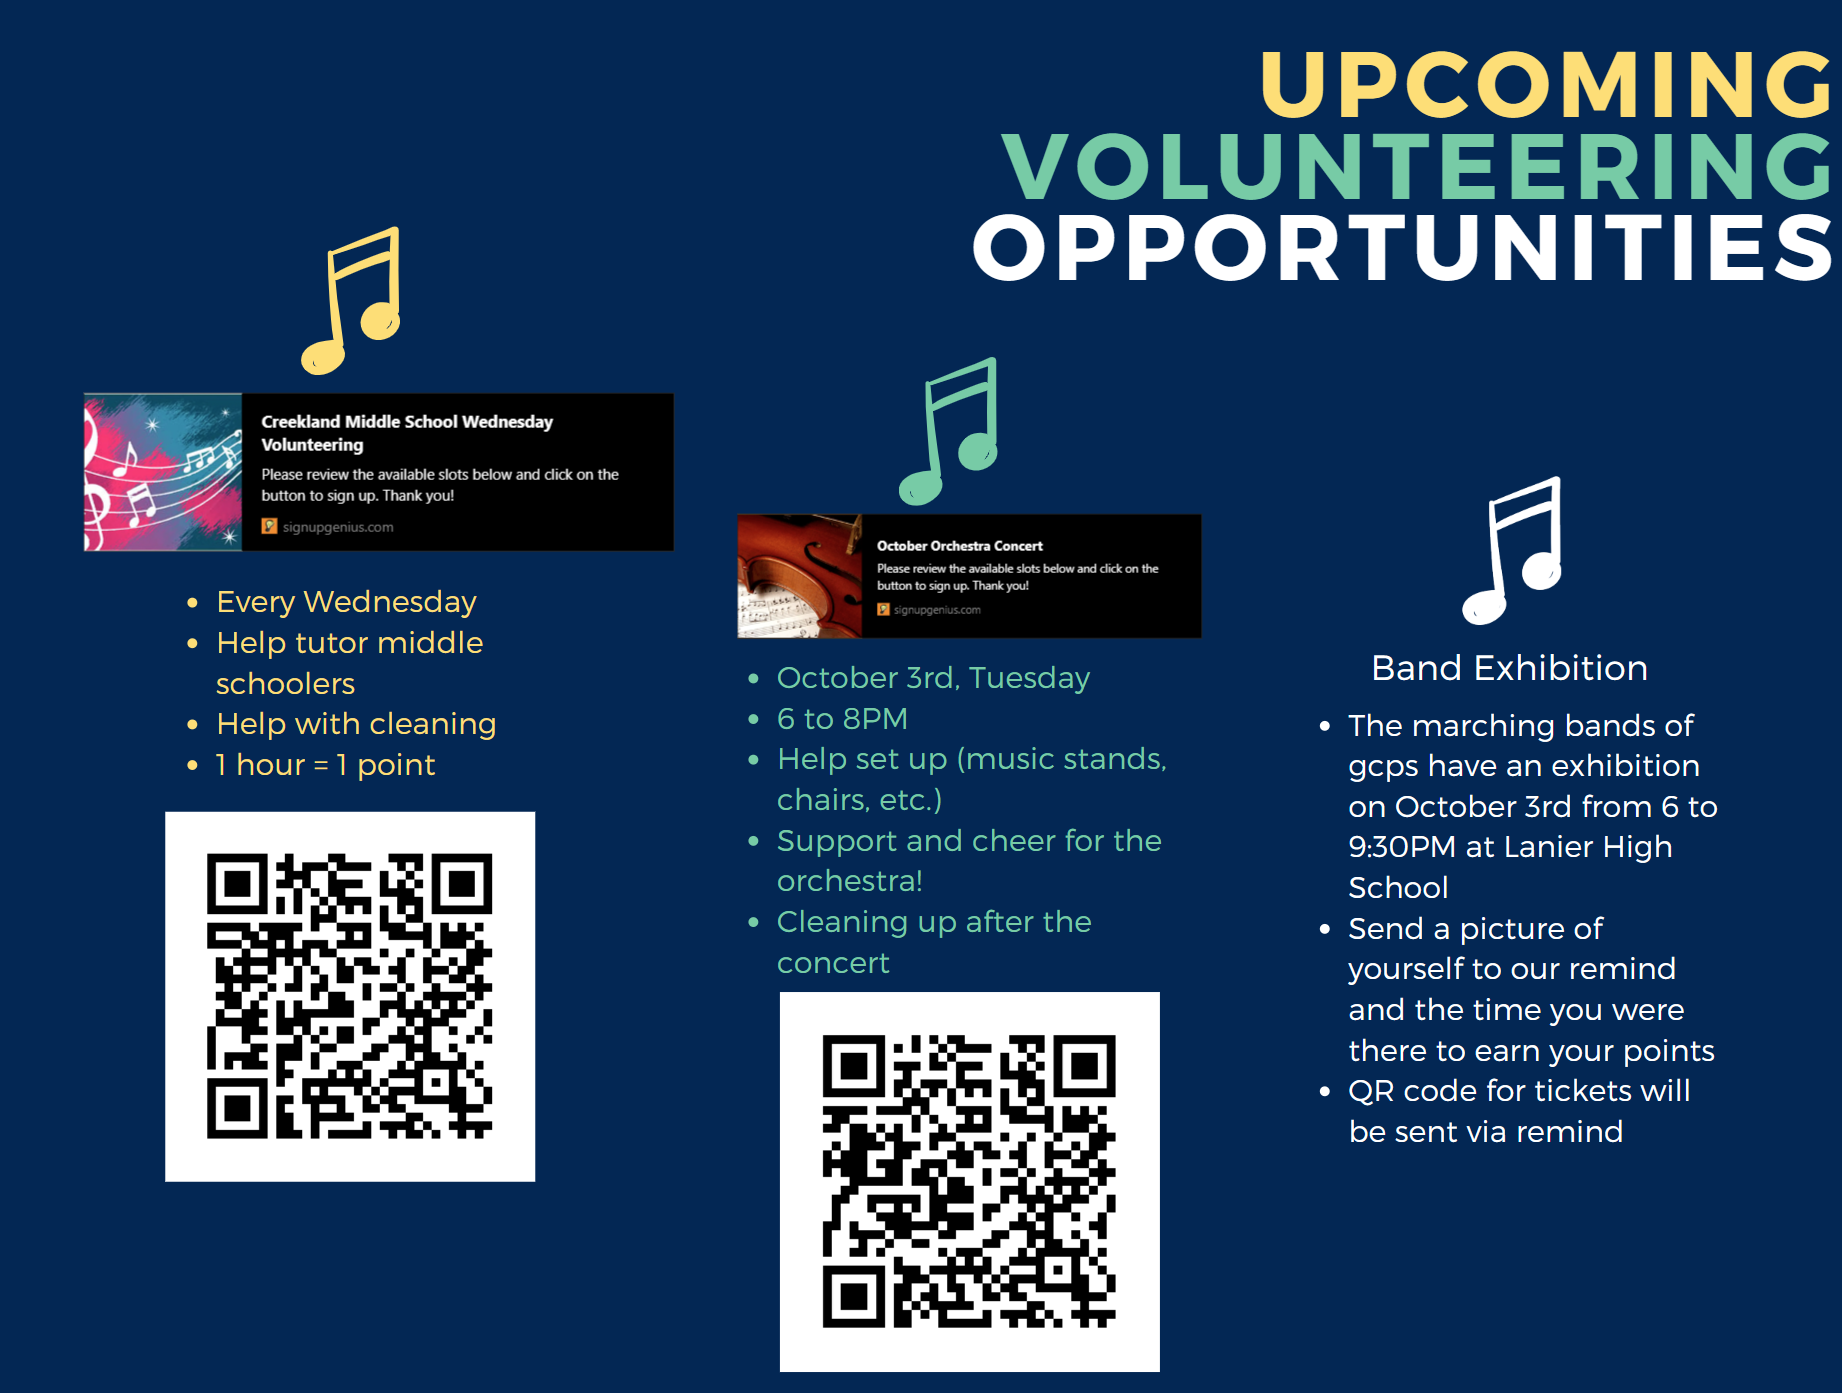 UPCOMING
VOLUNTEERING
OPPORTUNITIES
Creekland Middle School Wednesday
Volunteering
Please review the available slots below and click on the
button to sign up. Thank you!
signupgenius.com
• Every Wednesday
• Help tutor middle
schoolers
• Help with cleaning
• 1 hour = 1 point
October Orchestra Concert
Please review the available slots below and click on the
button to sign up. Thank you!
signupgenius.com
• October 3rd, Tuesday
• 6 to 8PM
• Help set up (music stands,
chairs, etc.)
• Support and cheer for the
orchestra!
• Cleaning up after the
concert
Band Exhibition
• The marching bands of
gcps have an exhibition
on October 3rd from 6 to
9:30PM at Lanier High
School
• Send a picture of
yourself to our remind
and the time you were
there to earn your points
• QR code for tickets will
be sent via remind